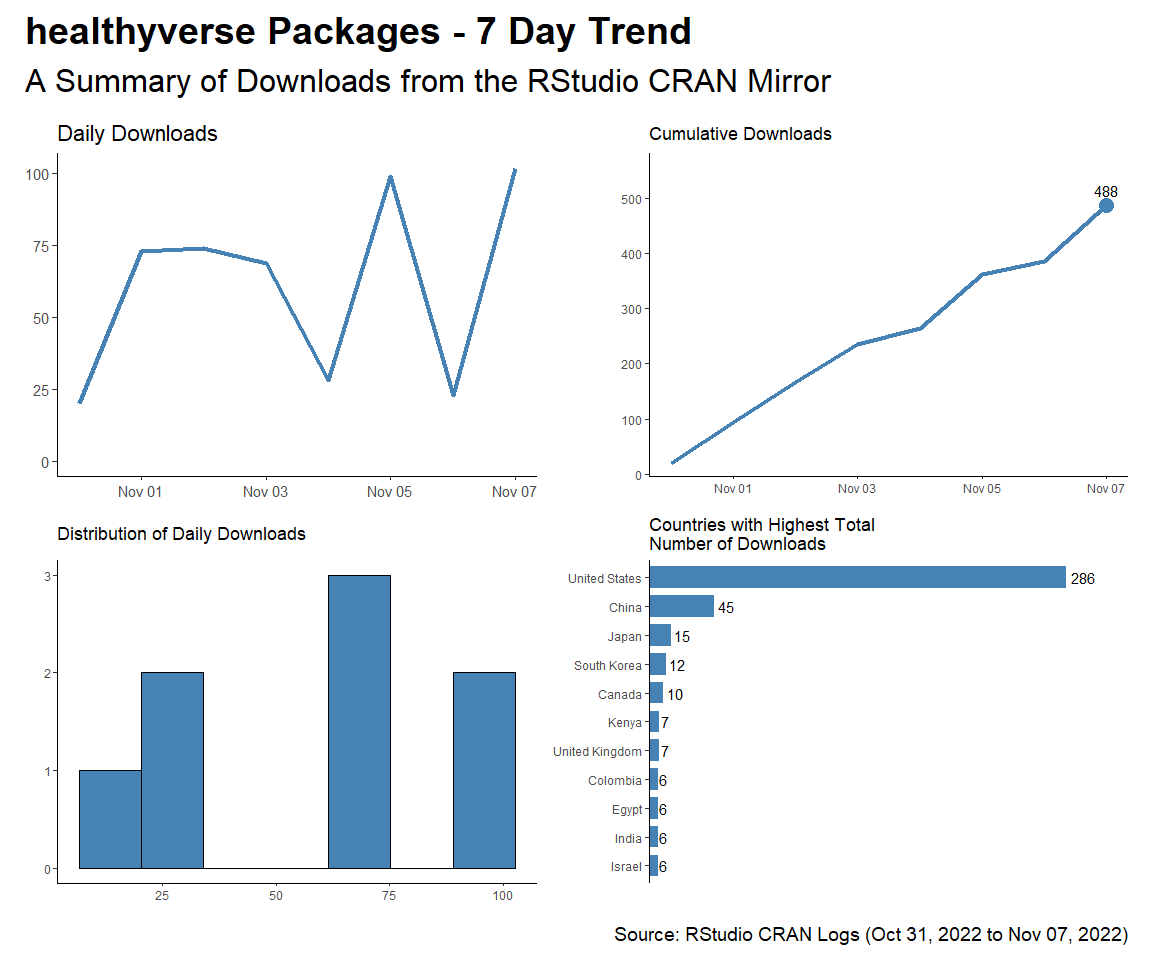 healthyverse Packages - 7 Day Trend
A Summary of Downloads from the RStudio CRAN Mirror
Daily Downloads
100
75
50
25
0
Nov 01 Nov 03 Nov 05 Nov 07
Cumulative Downloads
488
500
400
300
200
100
0
Nov 01 Nov 03 Nov 05 Nov 07
Distribution of Daily Downloads
3
2
1
0
25 50 75 100
Countries with Highest Total
Number of Downloads
United States 286
China 45
Japan 15
South Korea 12
Canada 10
Kenya 7
United Kingdom 7
Colombia 6
Egypt 6
India 6
Israel 6
Source: RStudio CRAN Logs (Oct 31, 2022 to Nov 07, 2022)